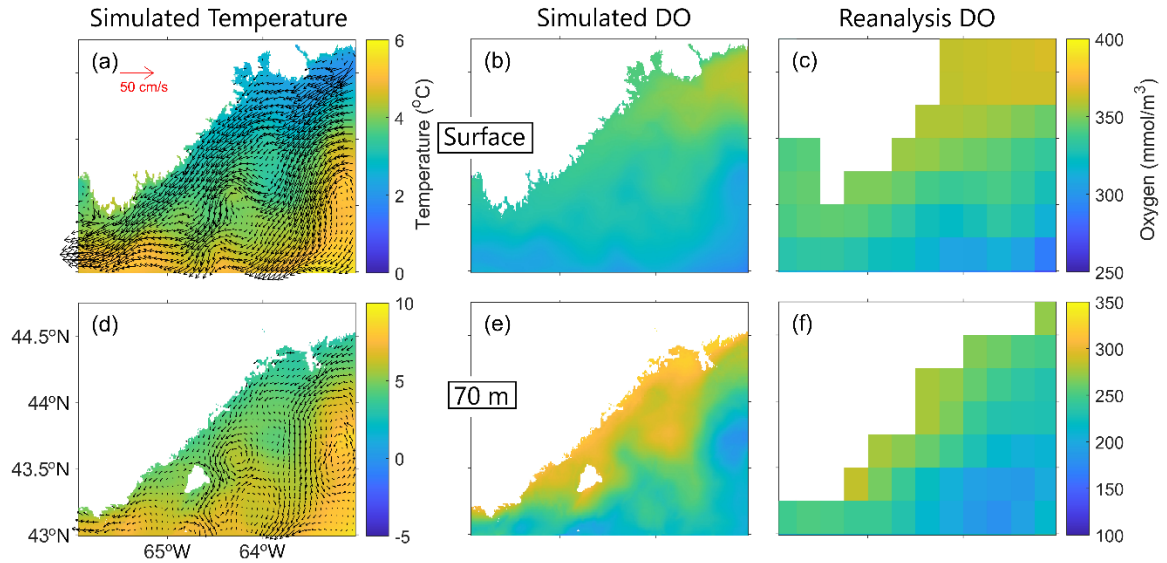 Simulated Temperature
Simulated DO
Reanalysis DO
(a)
50 cm/s
6
4
2
0
Temperature (°C)
(b)
Surface
(c)
400
350
300
250
Oxygen (mmol/m³)
(d)
44.5°N
44°N
43.5°N
43°N
65°W
64°W
10
5
0
-5
(e)
70 m
(f)
350
300
250
200
150
100